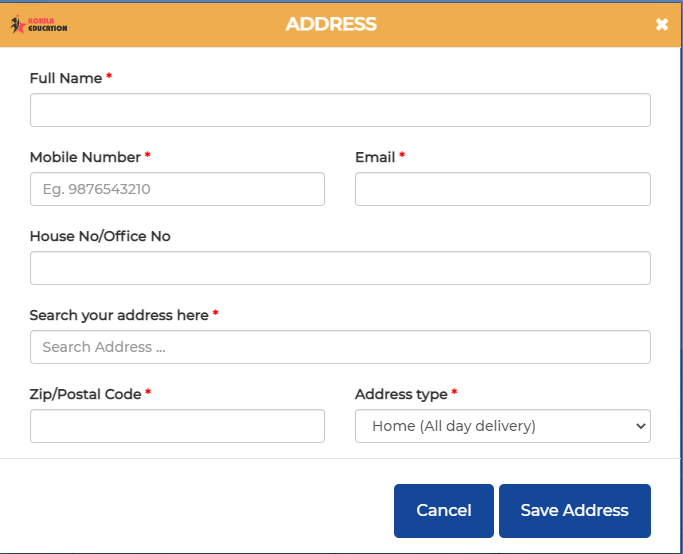 KOKILA
EDUCATION
ADDRESS
Full Name *
Mobile Number *
Email *
Eg. 9876543210
House No/Office No
Search your address here *
Search Address ...
Zip/Postal Code *
Address type *
Home (All day delivery)
Cancel
Save Address